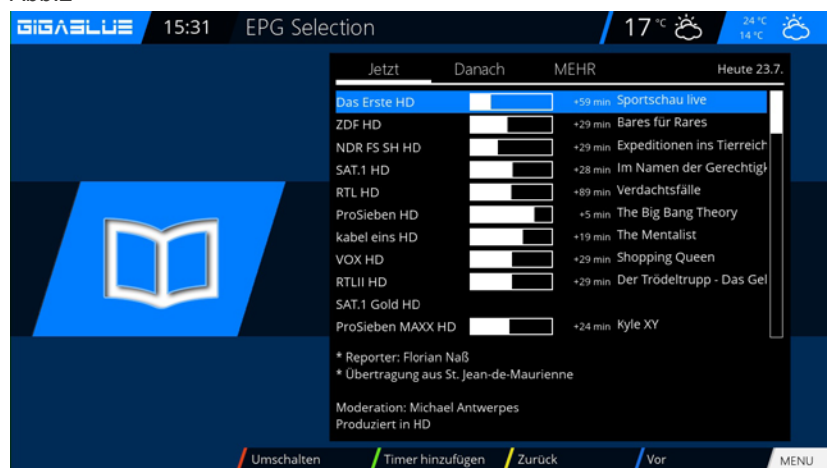 GIGABLUE 15:31 EPG Selection 17 °C 24 °C
14 °C
Jetzt Danach MEHR Heute 23.7.
Das Erste HD +59 min Sportschau live
ZDF HD +29 min Bares für Rares
NDR FS SH HD +29 min Expeditionen ins Tierreich
SAT.1 HD +28 min Im Namen der Gerechtigk
RTL HD +89 min Verdachtsfälle
ProSieben HD +5 min The Big Bang Theory
kabel eins HD +19 min The Mentalist
VOX HD +29 min Shopping Queen
RTLII HD +29 min Der Trödeltrupp - Das Gel
SAT.1 Gold HD
ProSieben MAXX HD +24 min Kyle XY
* Reporter: Florian Naß
* Übertragung aus St. Jean-de-Maurienne
Moderation: Michael Antwerpes
Produziert in HD
Umschalten Timer hinzufügen Zurück Vor MENU